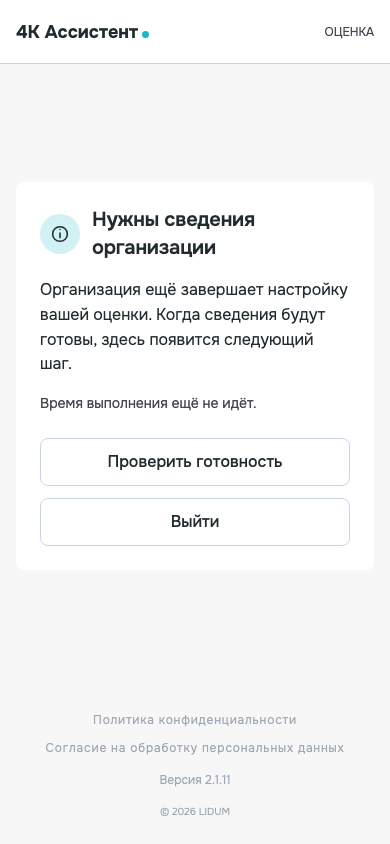 4K Ассистент
ОЦЕНКА
Нужны сведения
организации
Организация ещё завершает настройку
вашей оценки. Когда сведения будут
готовы, здесь появится следующий
шаг.
Время выполнения ещё не идёт.
Проверить готовность
Выйти
Политика конфиденциальности
Согласие на обработку персональных данных
Версия 2.1.11
© 2026 LIDUM